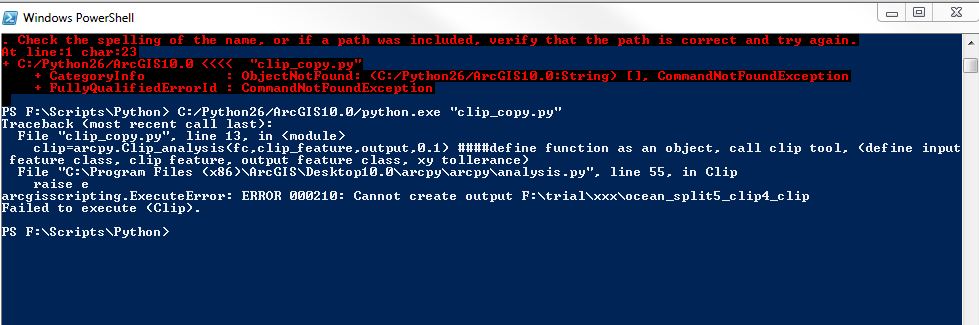 Windows PowerShell
. Check the spelling of the name, or if a path was included, verify that the path is correct and try again.
At line:1 char:23
+ C:/Python26/ArcGIS10.0 <<<<  "clip_copy.py"
    + CategoryInfo          : ObjectNotFound: (C:/Python26/ArcGIS10.0:String) [], CommandNotFoundException
    + FullyQualifiedErrorId : CommandNotFoundException
PS F:\Scripts\Python> C:/Python26/ArcGIS10.0/python.exe "clip_copy.py"
Traceback (most recent call last):
  File "clip_copy.py", line 13, in <module>
    clip=arcpy.Clip_analysis(fc,clip_feature,output,0.1) ####define function as an object, call clip tool, (define input
 feature class, clip feature, output feature class, xy tollerance)
  File "C:\Program Files (x86)\ArcGIS\Desktop10.0\arcpy\arcpy\analysis.py", line 55, in Clip
    raise e
arcgisscripting.ExecuteError: ERROR 000210: Cannot create output F:\trial\xxx\ocean_split5_clip4_clip
Failed to execute (Clip).
PS F:\Scripts\Python>